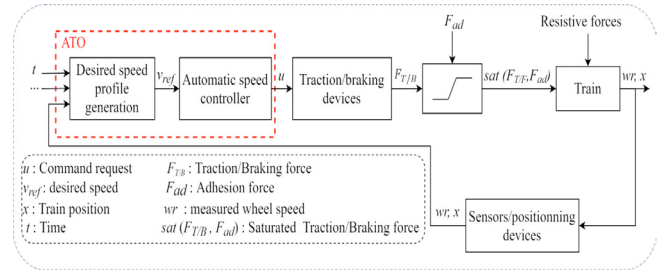 ATO
F_ad
Resistive forces
t
...
Desired speed
profile
generation
v_ref
Automatic speed
controller
u
Traction/braking
devices
F_T/B
sat (F_T/F, F_ad)
Train
wr, x
u : Command request
F_T/B : Traction/Braking force
v_ref : desired speed
F_ad : Adhesion force
x : Train position
wr : measured wheel speed
t : Time
sat (F_T/B , F_ad) : Saturated Traction/Braking force
wr, x
Sensors/positionning
devices